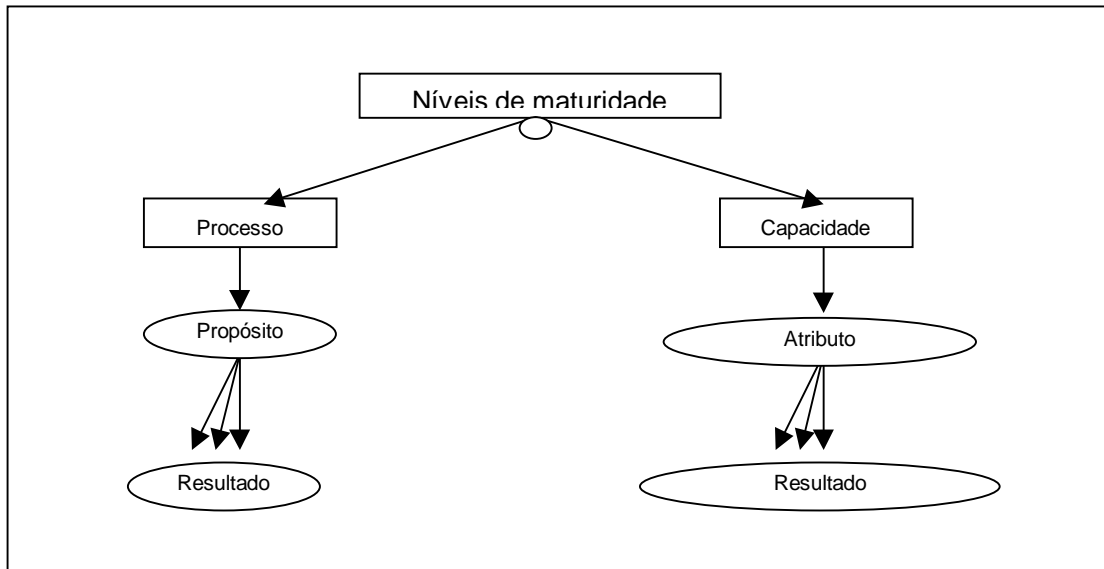 Níveis de maturidade
Processo
Capacidade
Propósito
Atributo
Resultado
Resultado